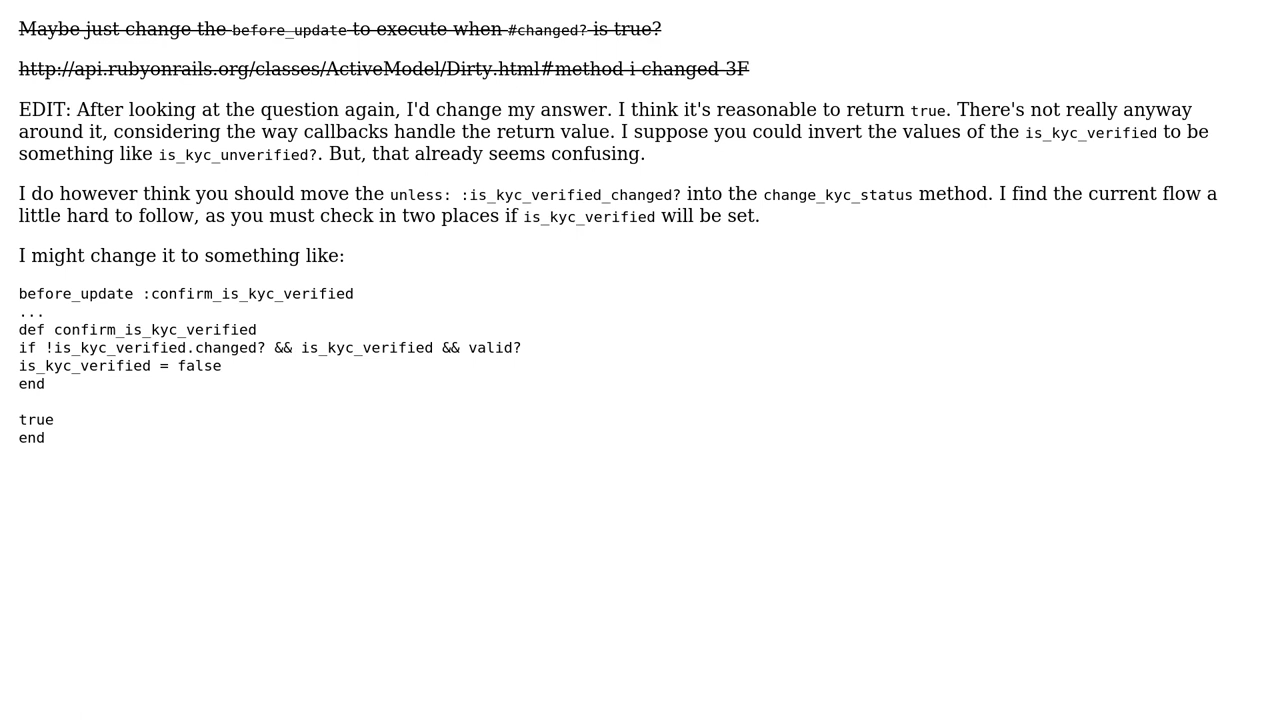 Maybe just change the before_update to execute when #changed? is true?
http://api.rubyonrails.org/classes/ActiveModel/Dirty.html#method-i-changed-3F
EDIT: After looking at the question again, I'd change my answer. I think it's reasonable to return true. There's not really anyway
around it, considering the way callbacks handle the return value. I suppose you could invert the values of the is_kyc_verified to be
something like is_kyc_unverified?. But, that already seems confusing.
I do however think you should move the unless: :is_kyc_verified_changed? into the change_kyc_status method. I find the current flow a
little hard to follow, as you must check in two places if is_kyc_verified will be set.
I might change it to something like:
before_update :confirm_is_kyc_verified
...
def confirm_is_kyc_verified
if !is_kyc_verified.changed? && is_kyc_verified && valid?
is_kyc_verified = false
end
true
end